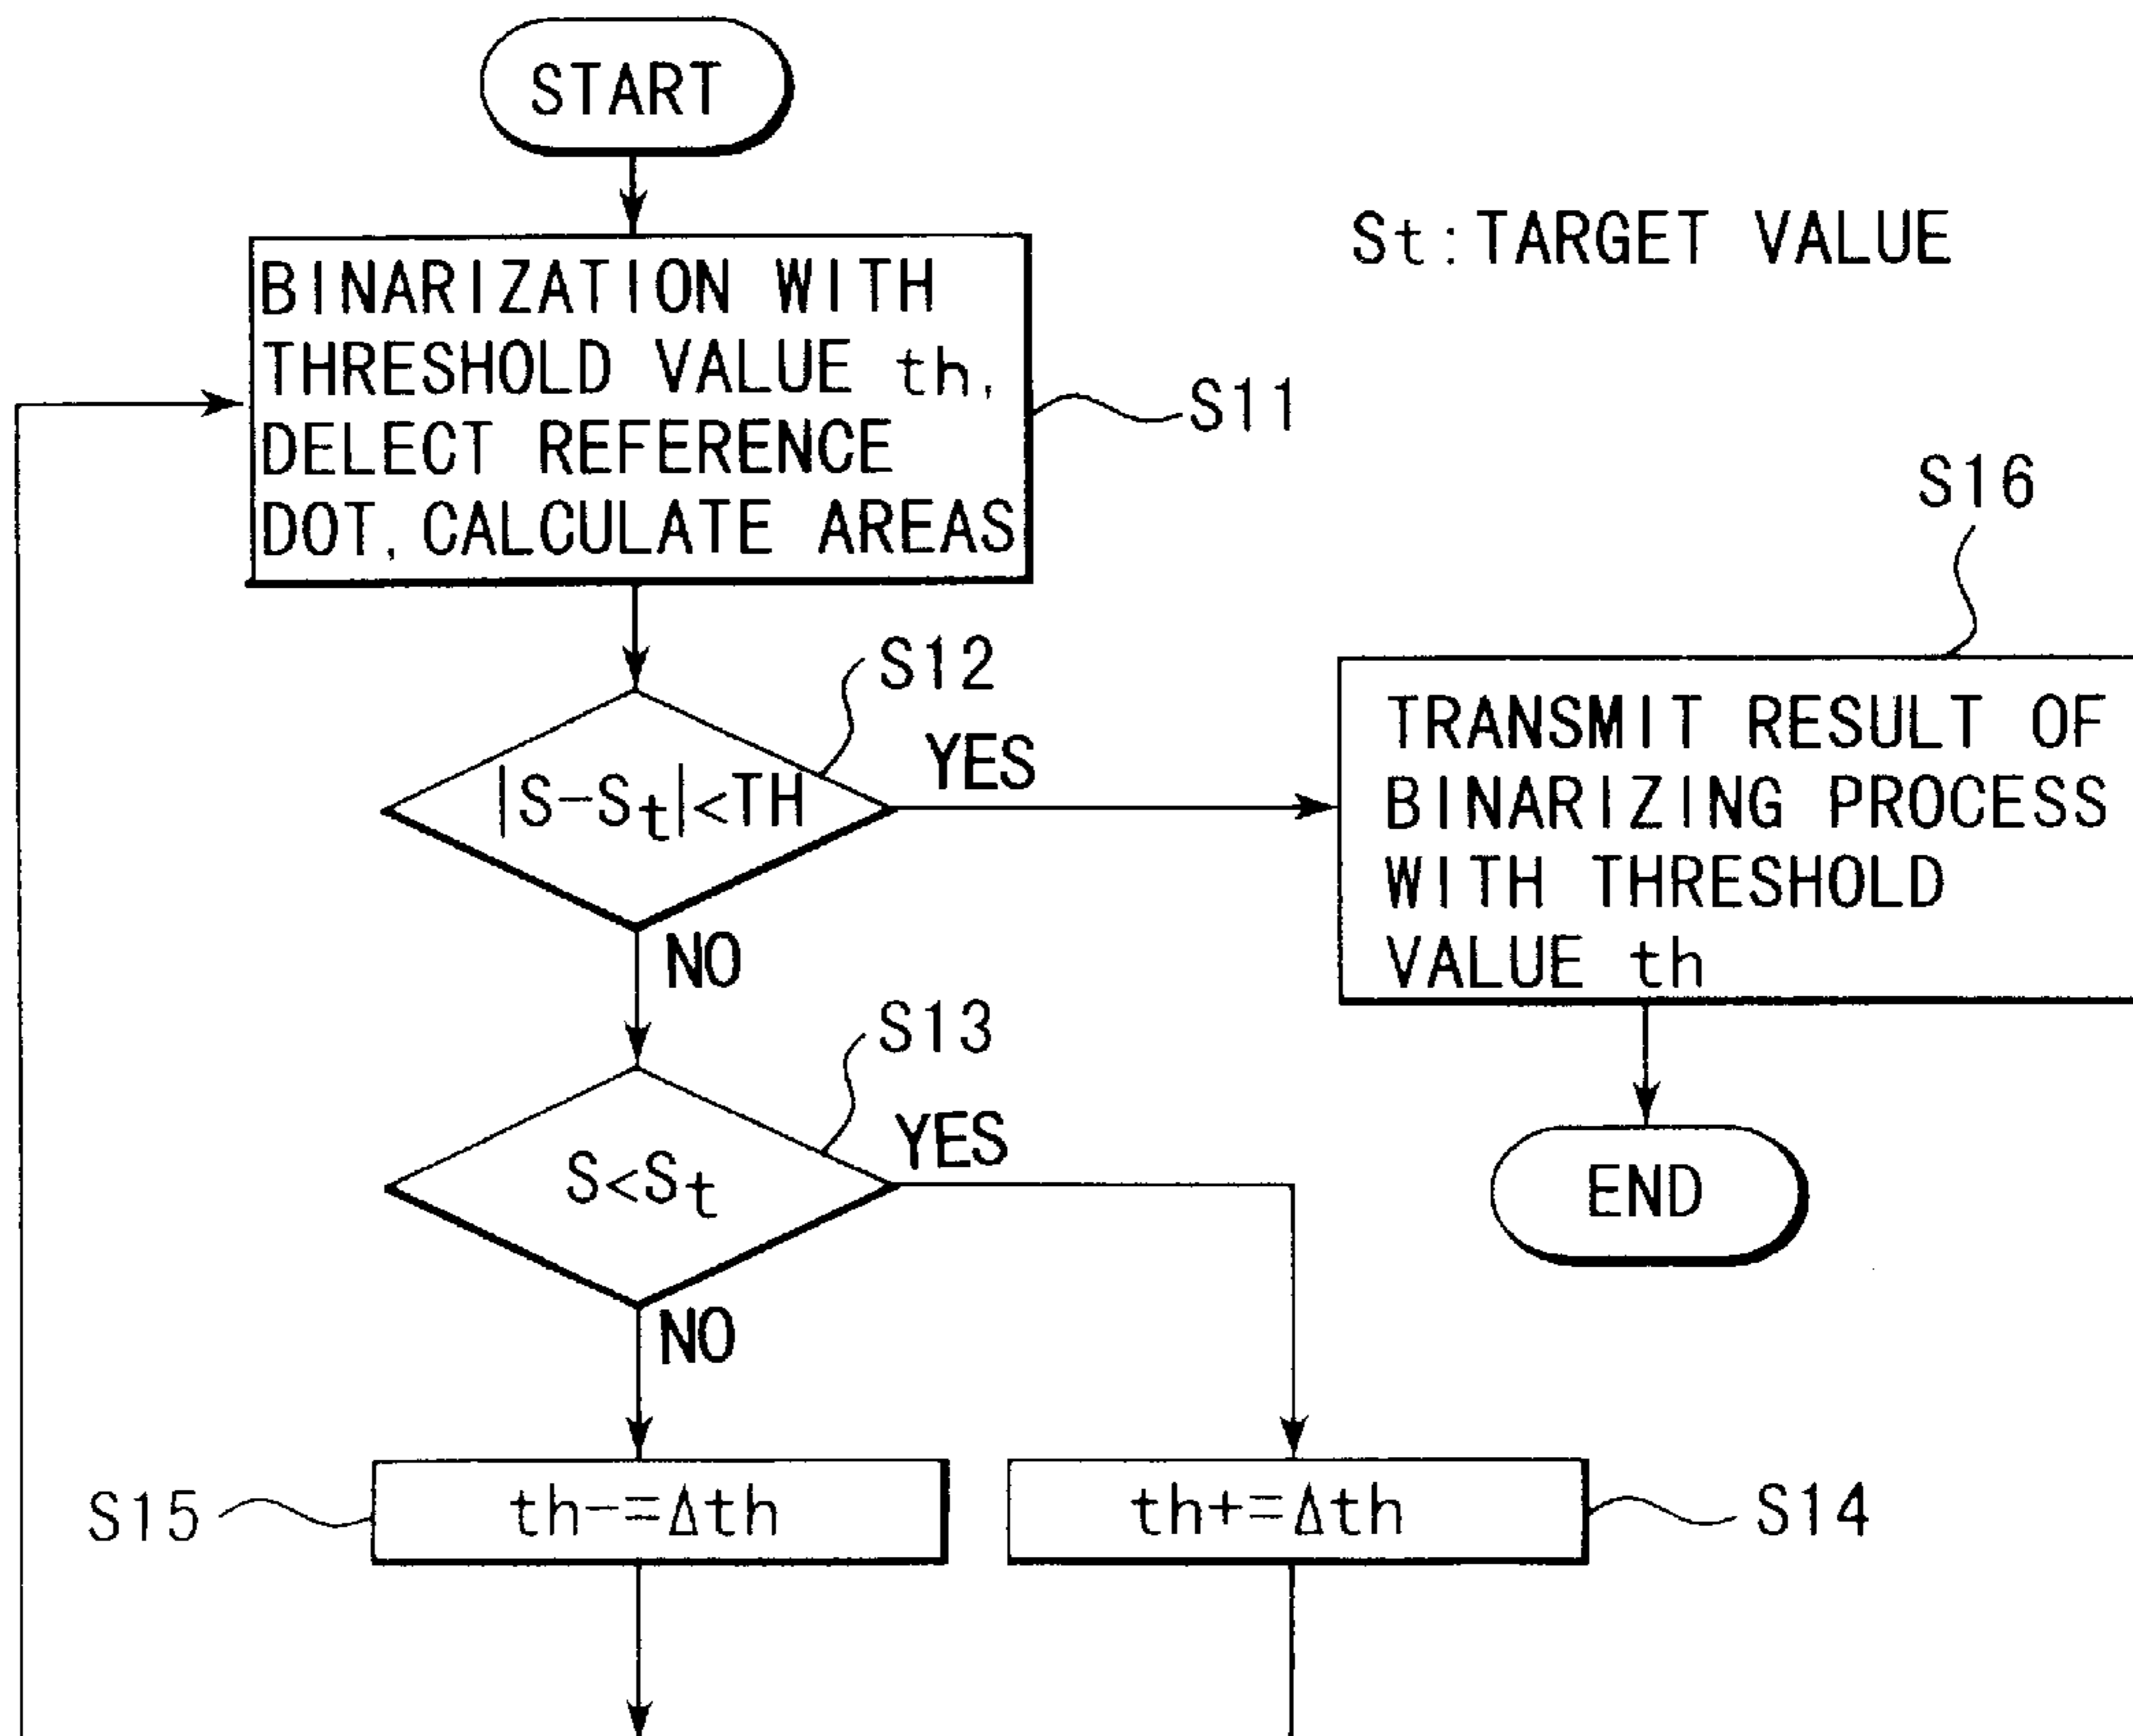 START
St:TARGET VALUE
BINARIZATION WITH
THRESHOLD VALUE th,
DELECT REFERENCE
DOT,CALCULATE AREAS
S11
S16
S12
|S-St|<TH
YES
TRANSMIT RESULT OF
BINARIZING PROCESS
WITH THRESHOLD
VALUE th
NO
S13
S<St
YES
END
NO
S15
th-=Δth
th+=Δth
S14